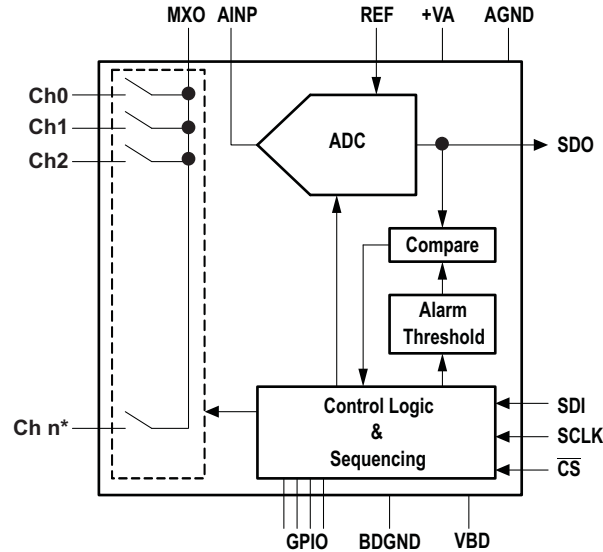 MXO AINP REF +VA AGND
Ch0
Ch1
Ch2
ADC
SDO
Compare
Alarm
Threshold
Control Logic
&
Sequencing
SDI
SCLK
C̅S̅
Ch n*
GPIO BDGND VBD